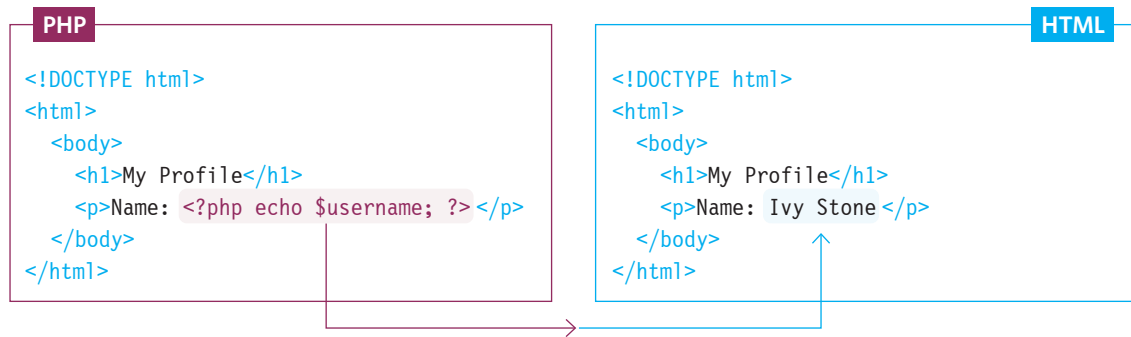 PHP
<!DOCTYPE html>
<html>
<body>
<h1>My Profile</h1>
<p>Name: <?php echo $username; ?></p>
</body>
</html>
HTML
<!DOCTYPE html>
<html>
<body>
<h1>My Profile</h1>
<p>Name: Ivy Stone</p>
</body>
</html>